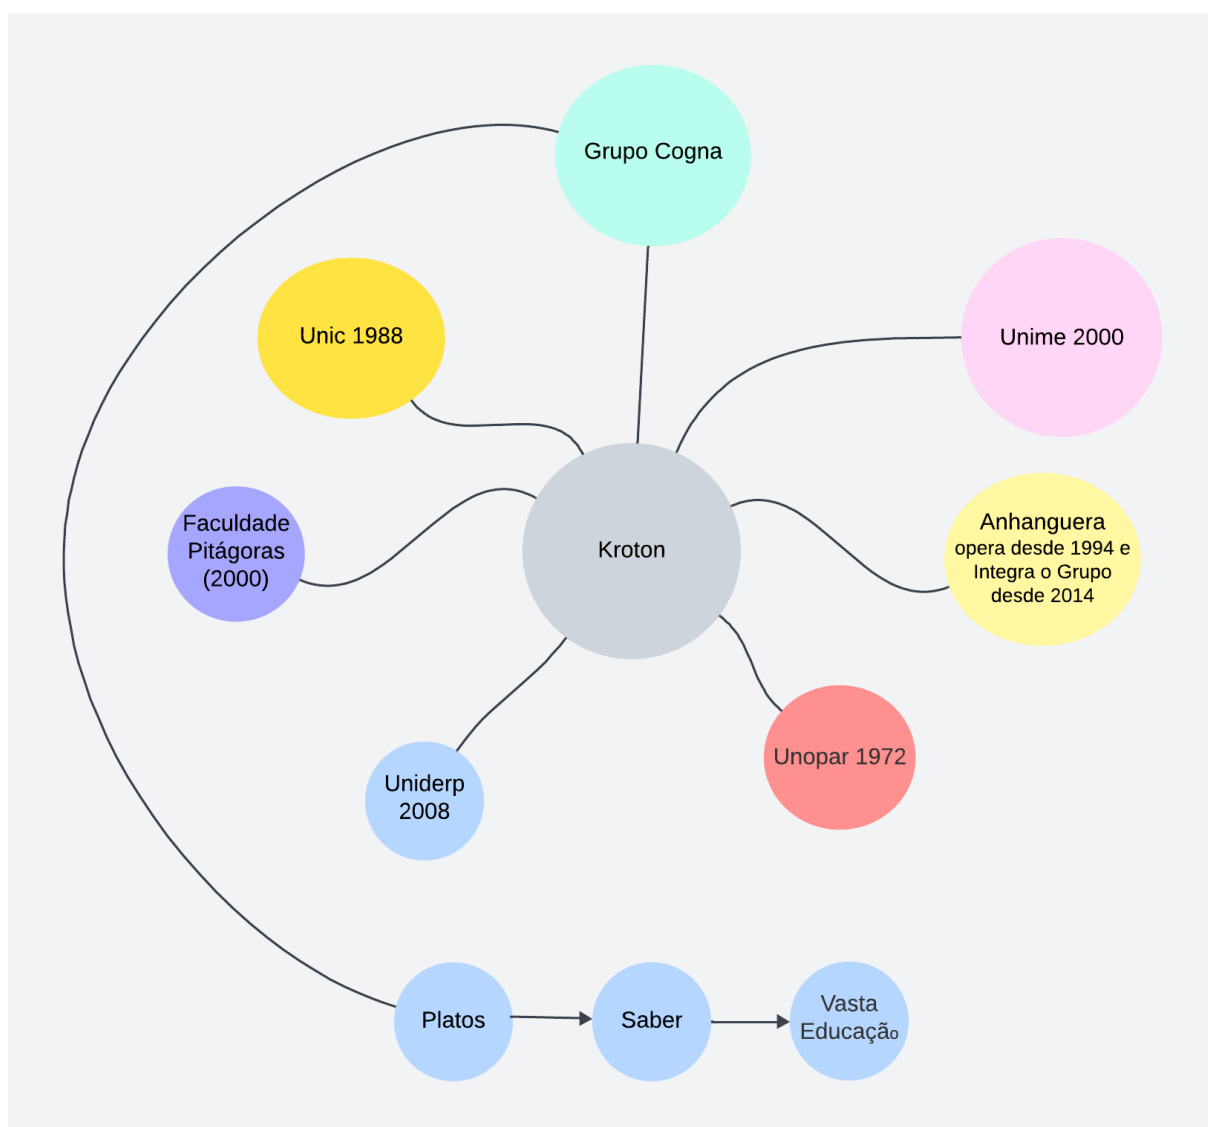 Grupo Cogna
Unic 1988
Unime 2000
Faculdade
Pitágoras
(2000)
Kroton
Anhanguera
opera desde 1994 e
Integra o Grupo
desde 2014
Uniderp
2008
Unopar 1972
Platos
Saber
Vasta
Educação